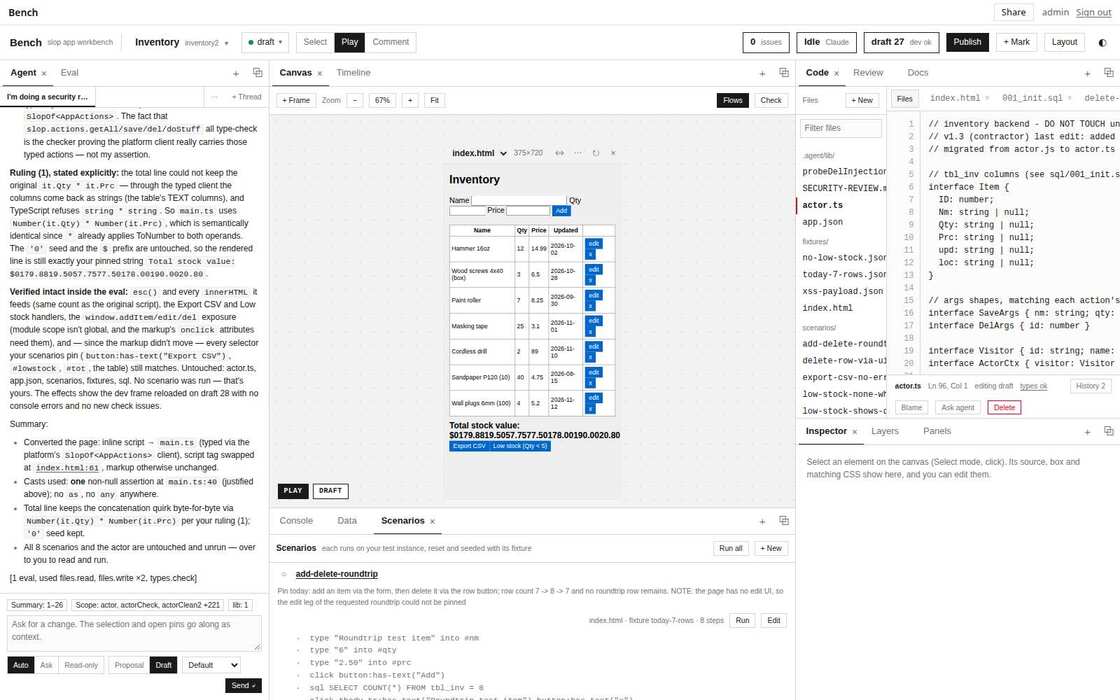 Bench
Share admin Sign out
Bench slop app workbench Inventory inventory2 ▾ draft ▾ Select Play Comment
0 issues Idle Claude draft 27 dev ok Publish + Mark Layout
Agent × Eval +
I'm doing a security r… ⋯ + Thread
SlopOf<AppActions>. The fact that
slop.actions.getAll/save/del/doStuff all type-check
is the checker proving the platform client really carries those
typed actions — not my assertion.
Ruling (1), stated explicitly: the total line could not keep the
original it.Qty * it.Prc — through the typed client the
columns come back as strings (the table's TEXT columns), and
TypeScript refuses string * string. So main.ts uses
Number(it.Qty) * Number(it.Prc), which is semantically
identical since * already applies ToNumber to both operands.
The '0' seed and the $ prefix are untouched, so the rendered
line is still exactly your pinned string Total stock value:
$0179.8819.5057.7577.50178.00190.0020.80.
Verified intact inside the eval: esc() and every innerHTML it
feeds (same count as the original script), the Export CSV and Low
stock handlers, the window.addItem/edit/del exposure
(module scope isn't global, and the markup's onclick attributes
need them), and — since the markup didn't move — every selector
your scenarios pin (button:has-text("Export CSV"),
#lowstock, #tot, the table) still matches. Untouched: actor.ts,
app.json, scenarios, fixtures, sql. No scenario was run — that's
yours. The effects show the dev frame reloaded on draft 28 with no
console errors and no new check issues.
Summary:
• Converted the page: inline script → main.ts (typed via the
platform's SlopOf<AppActions> client), script tag swapped
at index.html:61, markup otherwise unchanged.
• Casts used: one non-null assertion at main.ts:40 (justified
above); no as, no any anywhere.
• Total line keeps the concatenation quirk byte-for-byte via
Number(it.Qty) * Number(it.Prc) per your ruling (1);
'0' seed kept.
• All 8 scenarios and the actor are untouched and unrun — over
to you to read and run.
[1 eval, used files.read, files.write ×2, types.check]
Summary: 1–26 Scope: actor, actorCheck, actorClean2 +221 lib: 1
Ask for a change. The selection and open pins go along as
context.
Auto Ask Read-only Proposal Draft Default
Send
Canvas × Timeline +
+ Frame Zoom − 67% + Fit Flows Check
index.html 375×720 ⋯ ×
Inventory
Name Qty
Price Add
Name Qty Price Updated
Hammer 16oz 12 14.99 2026-10-02 edit x
Wood screws 4x40 (box) 3 6.5 2026-10-28 edit x
Paint roller 7 8.25 2026-09-30 edit x
Masking tape 25 3.1 2026-11-01 edit x
Cordless drill 2 89 2026-11-10 edit x
Sandpaper P120 (10) 40 4.75 2026-08-15 edit x
Wall plugs 6mm (100) 4 5.2 2026-11-12 edit x
Total stock value:
$0179.8819.5057.7577.50178.00190.0020.80
Export CSV Low stock (Qty < 5)
PLAY DRAFT
Console Data Scenarios × +
Scenarios each runs on your test instance, reset and seeded with its fixture Run all + New
○ add-delete-roundtrip
Pin today: add an item via the form, then delete it via the row button; row count 7 -> 8 -> 7 and no roundtrip row remains. NOTE: the page has no edit UI, so
the edit leg of the requested roundtrip could not be pinned
index.html · fixture today-7-rows · 8 steps Run Edit
· type "Roundtrip test item" into #nm
· type "6" into #qty
· type "2.50" into #prc
· click button:has-text("Add")
· sql SELECT COUNT(*) FROM tbl_inv = 8
Code × Review Docs +
Files + New Files index.html × 001_init.sql × delete-
Filter files
.agent/lib/
probeDelInjection
SECURITY-REVIEW.m
actor.ts
app.json
fixtures/
no-low-stock.json
today-7-rows.json
xss-payload.json
index.html
scenarios/
add-delete-roundt
delete-row-via-ui
export-csv-no-err
low-stock-none-wh
low-stock-shows-c
1 // inventory backend - DO NOT TOUCH un
2 // v1.3 (contractor) last edit: added
3 // migrated from actor.js to actor.ts
4
5 // tbl_inv columns (see sql/001_init.s
6 interface Item {
7 ID: number;
8 Nm: string | null;
9 Qty: string | null;
10 Prc: string | null;
11 upd: string | null;
12 loc: string | null;
13 }
14
15 // args shapes, matching each action's
16 interface SaveArgs { nm: string; qty:
17 interface DelArgs { id: number }
18
19 interface Visitor { id: string; name:
20 interface ActorCtx { visitor: Visitor
actor.ts Ln 96, Col 1 editing draft types ok History 2
Blame Ask agent Delete
Inspector × Layers Panels +
Select an element on the canvas (Select mode, click). Its source, box and
matching CSS show here, and you can edit them.